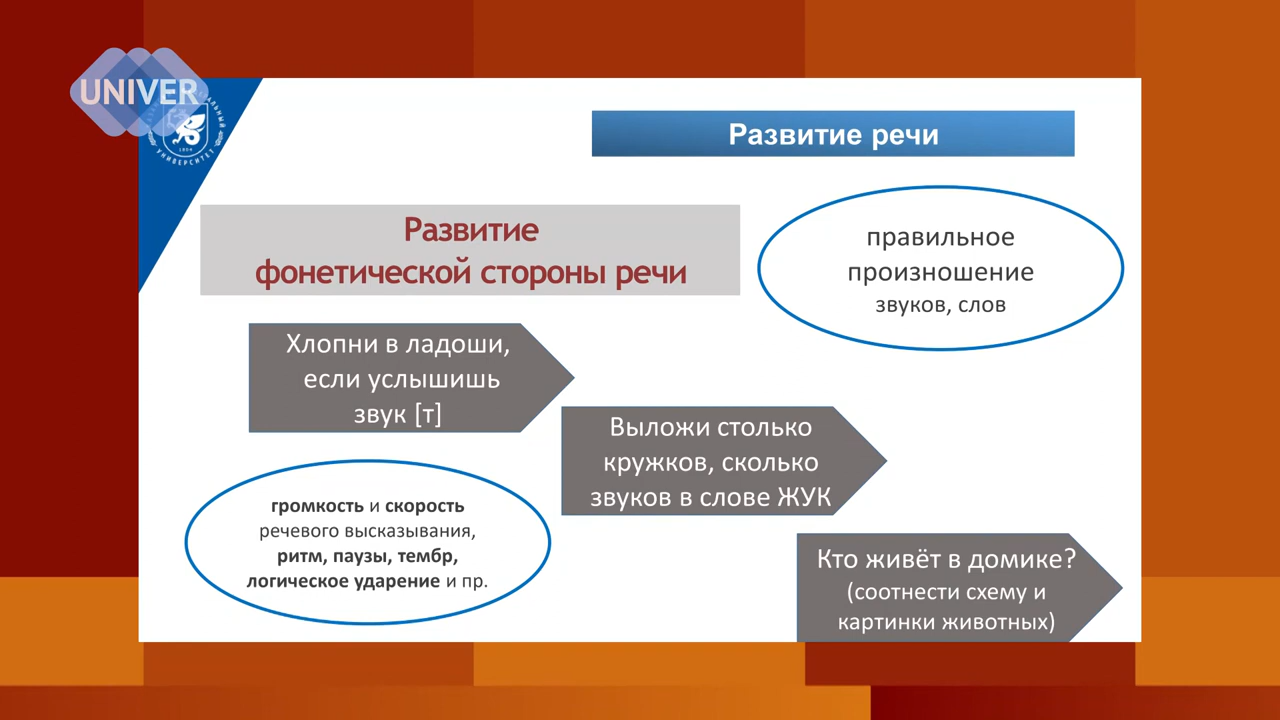 UNIVER
УНИВЕРСИТЕТ
1804
Развитие речи
Развитие
фонетической стороны речи
правильное
произношение
звуков, слов
Хлопни в ладоши,
если услышишь
звук [т]
Выложи столько
кружков, сколько
звуков в слове ЖУК
громкость и скорость
речевого высказывания,
ритм, паузы, тембр,
логическое ударение и пр.
Кто живёт в домике?
(соотнести схему и
картинки животных)